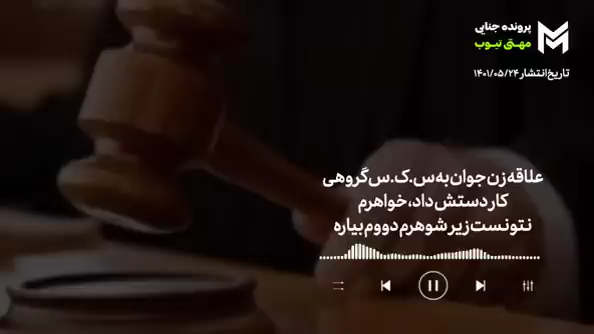 پرونده جنایی
مهتی تیوب
تاریخ انتشار ۱۴۰۱/۰۵/۲۴
علاقه زن جوان به س.ک.س گروهی
کار دستش داد، خواهرم
نتونست زیر شوهرم دووم بیاره